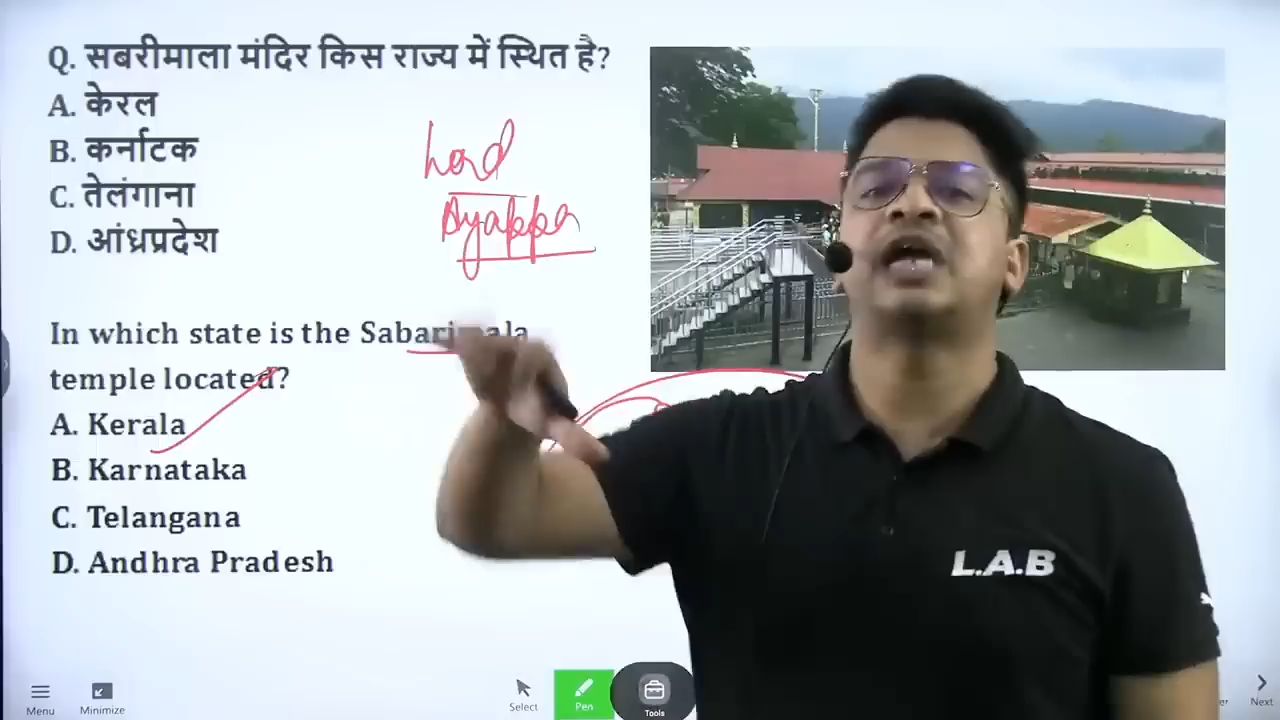 Q. सबरीमाला मंदिर किस राज्य में स्थित है?
A. केरल
B. कर्नाटक
C. तेलंगाना
D. आंध्रप्रदेश
Lord
Ayappa
In which state is the Sabarimala
temple located?
A. Kerala
B. Karnataka
C. Telangana
D. Andhra Pradesh
L.A.B
Menu
Minimize
Select
Pen
Tools
Next